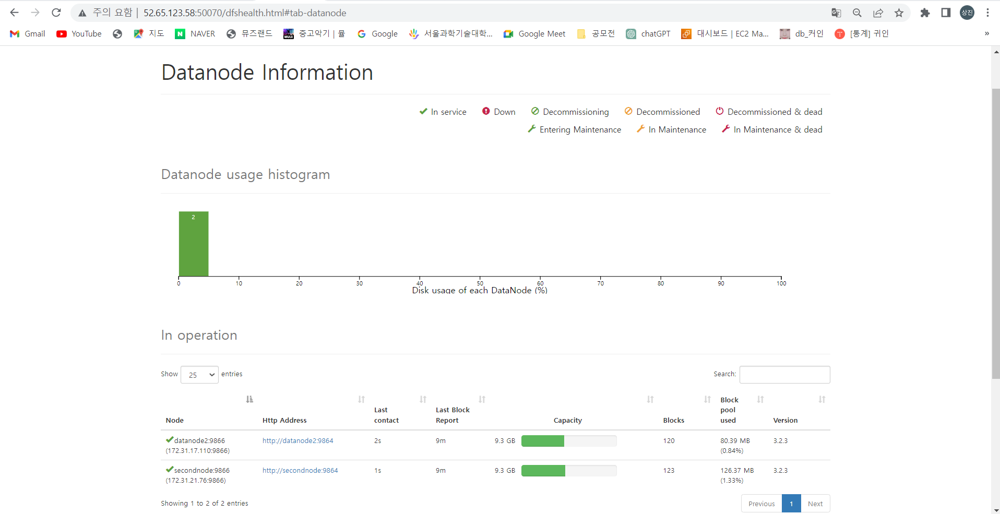 주의 요함 | 52.65.123.58:50070/dfshealth.html#tab-datanode
상진
Gmail YouTube 지도 NAVER 뮤즈랜드 중고악기 | 뮬 Google 서울과학기술대학... Google Meet 공모전 chatGPT 대시보드 | EC2 Ma... db_커인 [통계] 귀인 »
Datanode Information
In service Down Decommissioning Decommissioned Decommissioned & dead
Entering Maintenance In Maintenance In Maintenance & dead
Datanode usage histogram
2
0 10 20 30 40 50 60 70 80 90 100
Disk usage of each DataNode (%)
In operation
Show 25 entries Search:
Node Http Address Last contact Last Block Report Capacity Blocks Block pool used Version
datanode2:9866 http://datanode2:9864 2s 9m 9.3 GB 120 80.39 MB 3.2.3
(172.31.17.110:9866) (0.84%)
secondnode:9866 http://secondnode:9864 1s 9m 9.3 GB 123 126.37 MB 3.2.3
(172.31.21.76:9866) (1.33%)
Showing 1 to 2 of 2 entries Previous 1 Next